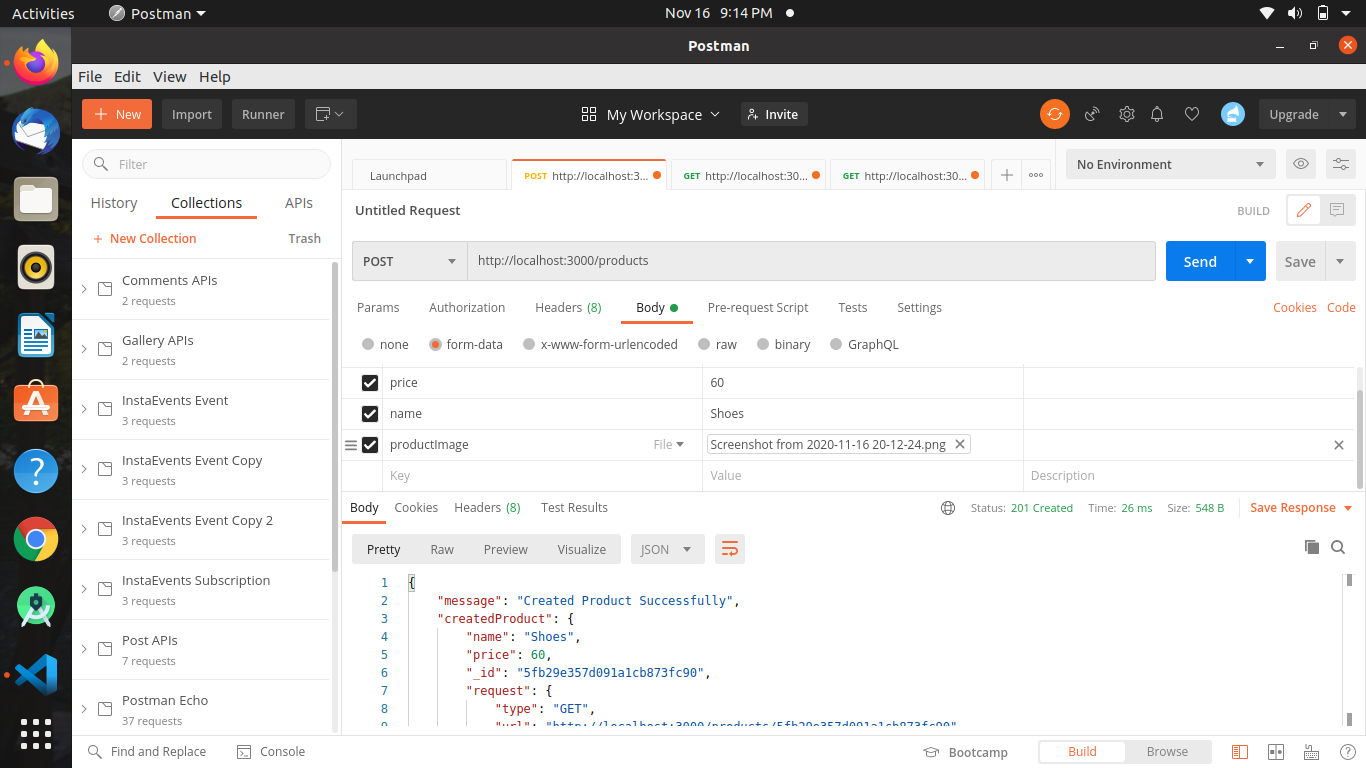 Activities Postman Nov 16 9:14 PM
Postman
File Edit View Help
New Import Runner My Workspace Invite Upgrade
Filter
Launchpad POST http://localhost:3... GET http://localhost:30... GET http://localhost:30... No Environment
History Collections APIs
Untitled Request BUILD
+ New Collection Trash
POST http://localhost:3000/products Send Save
Comments APIs
2 requests
Gallery APIs
2 requests
InstaEvents Event
3 requests
InstaEvents Event Copy
3 requests
InstaEvents Event Copy 2
3 requests
InstaEvents Subscription
3 requests
Post APIs
7 requests
Postman Echo
37 requests
Params Authorization Headers (8) Body Pre-request Script Tests Settings Cookies Code
none form-data x-www-form-urlencoded raw binary GraphQL
price 60
name Shoes
productImage File Screenshot from 2020-11-16 20-12-24.png
Key Value Description
Body Cookies Headers (8) Test Results Status: 201 Created Time: 26 ms Size: 548 B Save Response
Pretty Raw Preview Visualize JSON
1 {
2 "message": "Created Product Successfully",
3 "createdProduct": {
4 "name": "Shoes",
5 "price": 60,
6 "_id": "5fb29e357d091a1cb873fc90",
7 "request": {
8 "type": "GET",
9 "url": "http://localhost:3000/products/5fb29e357d091a1cb873fc90"
Find and Replace Console Bootcamp Build Browse